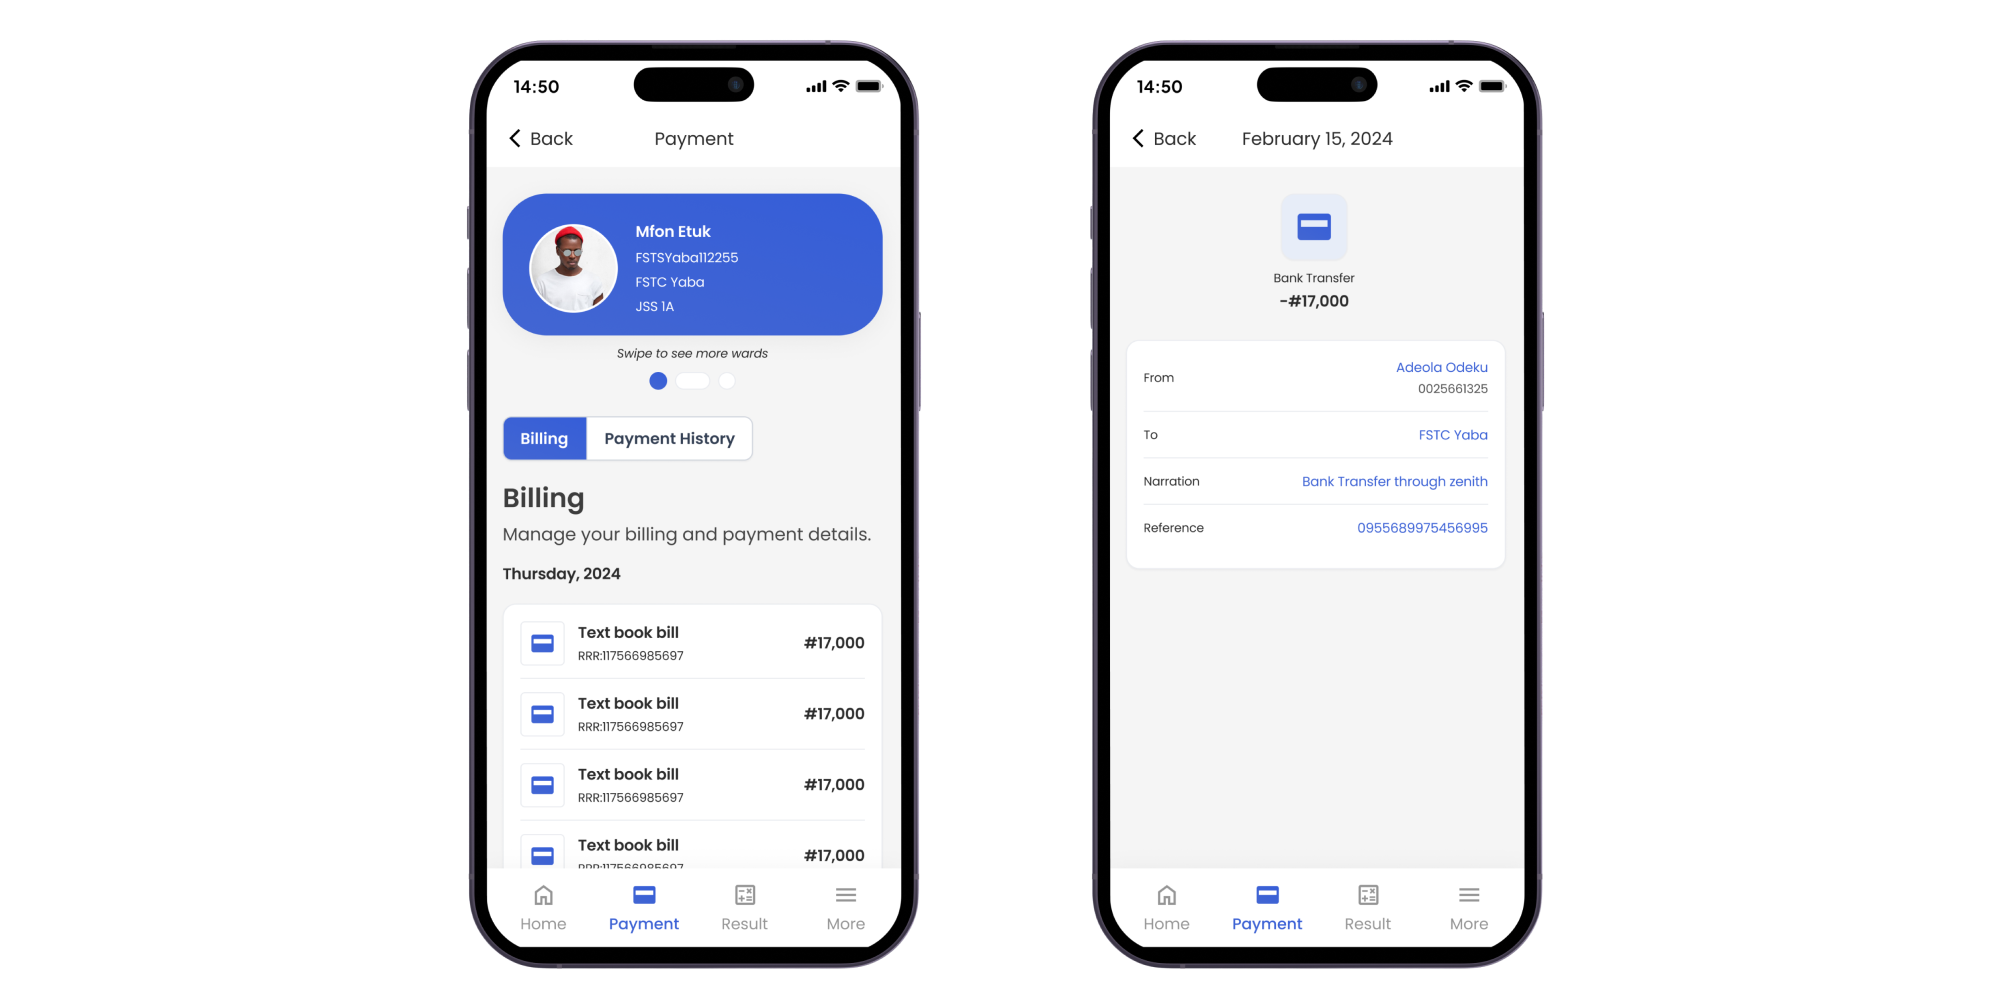 14:50
Back
Payment
Mfon Etuk
FSTSYaba112255
FSTC Yaba
JSS 1A
Swipe to see more wards
Billing
Payment History
Billing
Manage your billing and payment details.
Thursday, 2024
Text book bill
#17,000
RRR:117566985697
Text book bill
#17,000
RRR:117566985697
Text book bill
#17,000
RRR:117566985697
Text book bill
#17,000
RRR:117566985697
Home
Payment
Result
More
14:50
Back
February 15, 2024
Bank Transfer
-#17,000
From
Adeola Odeku
0025661325
To
FSTC Yaba
Narration
Bank Transfer through zenith
Reference
0955689975456995
Home
Payment
Result
More